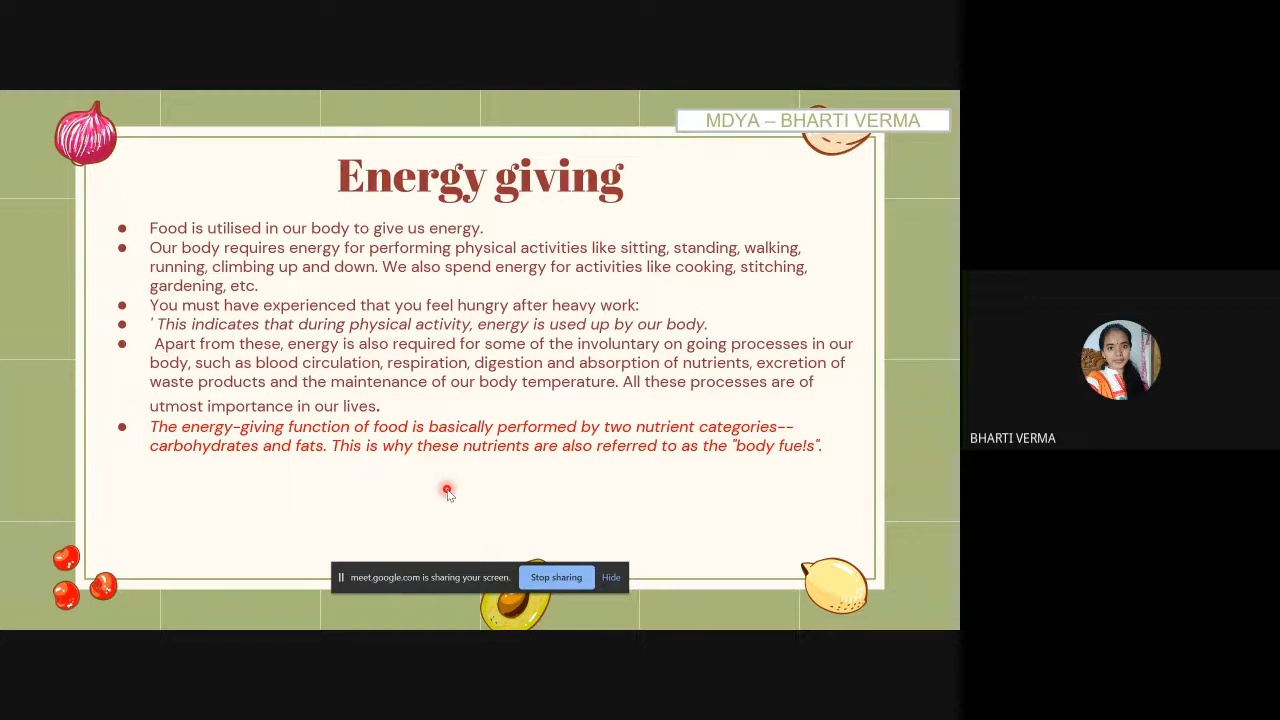 MDYA – BHARTI VERMA
Energy giving
● Food is utilised in our body to give us energy.
● Our body requires energy for performing physical activities like sitting, standing, walking,
running, climbing up and down. We also spend energy for activities like cooking, stitching,
gardening, etc.
● You must have experienced that you feel hungry after heavy work:
● ' This indicates that during physical activity, energy is used up by our body.
● Apart from these, energy is also required for some of the involuntary on going processes in our
body, such as blood circulation, respiration, digestion and absorption of nutrients, excretion of
waste products and the maintenance of our body temperature. All these processes are of
utmost importance in our lives.
● The energy-giving function of food is basically performed by two nutrient categories--
carbohydrates and fats. This is why these nutrients are also referred to as the "body fue!s".
meet.google.com is sharing your screen. Stop sharing Hide
BHARTI VERMA